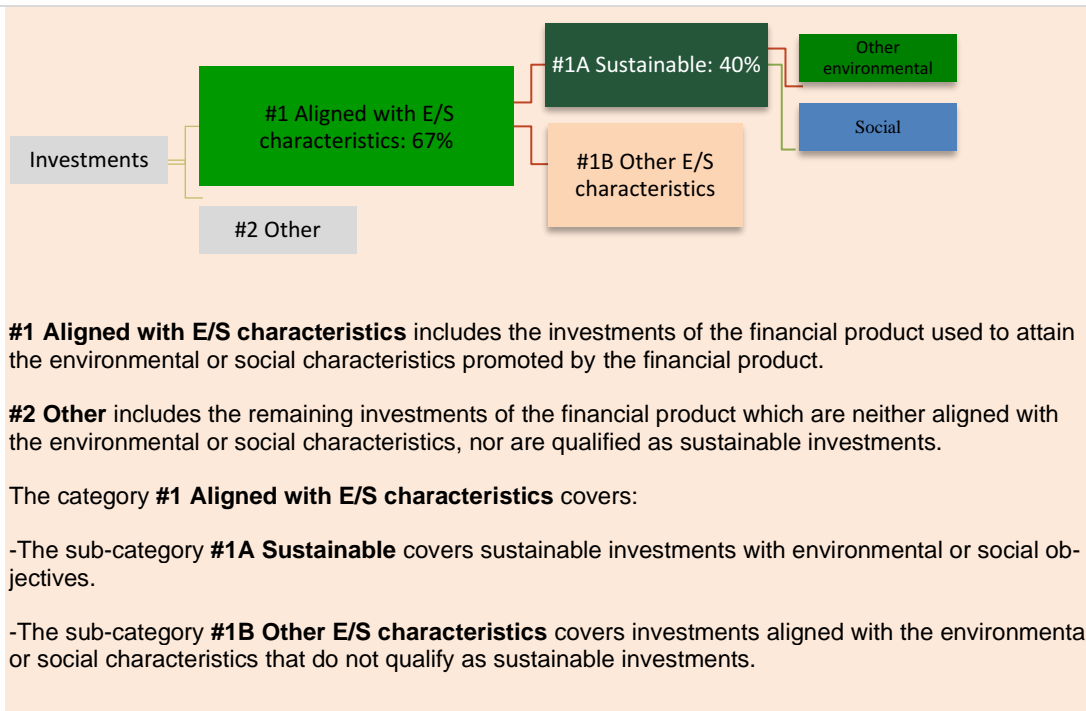 #1A Sustainable: 40%
Other
environmental
#1 Aligned with E/S
characteristics: 67%
Social
Investments
#1B Other E/S
characteristics
#2 Other
#1 Aligned with E/S characteristics includes the investments of the financial product used to attain
the environmental or social characteristics promoted by the financial product.
#2 Other includes the remaining investments of the financial product which are neither aligned with
the environmental or social characteristics, nor are qualified as sustainable investments.
The category #1 Aligned with E/S characteristics covers:
-The sub-category #1A Sustainable covers sustainable investments with environmental or social ob-
jectives.
-The sub-category #1B Other E/S characteristics covers investments aligned with the environmenta
or social characteristics that do not qualify as sustainable investments.